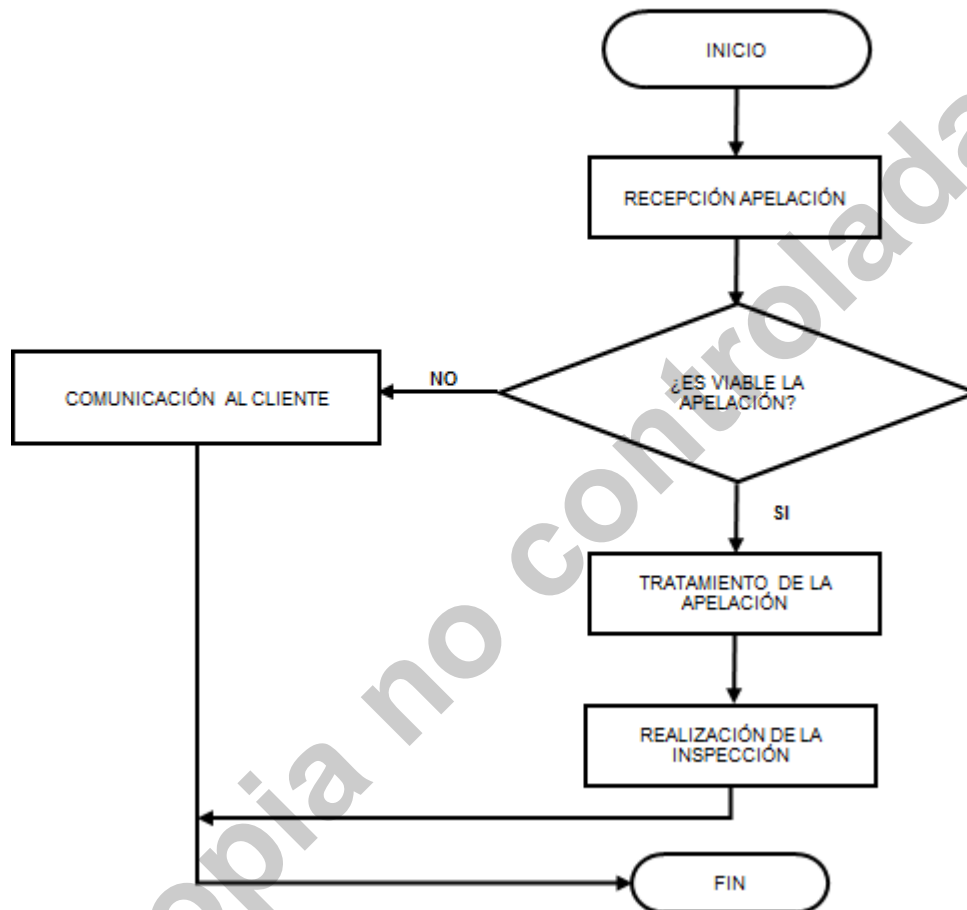 INICIO
RECEPCIÓN APELACIÓN
¿ES VIABLE LA
APELACIÓN?
NO
COMUNICACIÓN AL CLIENTE
SI
TRATAMIENTO DE LA
APELACIÓN
REALIZACIÓN DE LA
INSPECCIÓN
FIN
opia no controlada